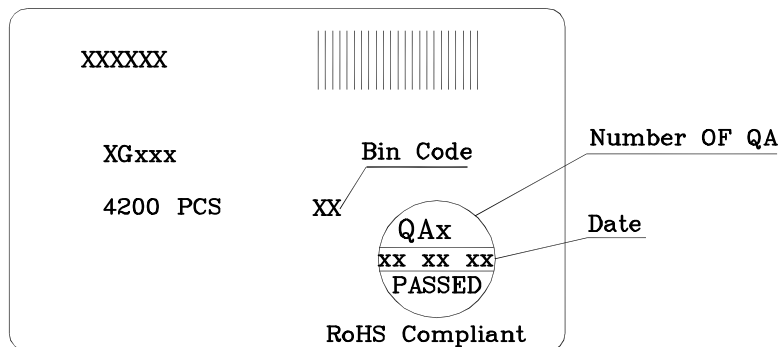 XXXXXX
Number OF QA
XGxxx
Bin Code
4200 PCS
XX
Date
QAx
xx xx xx
PASSED
RoHS Compliant